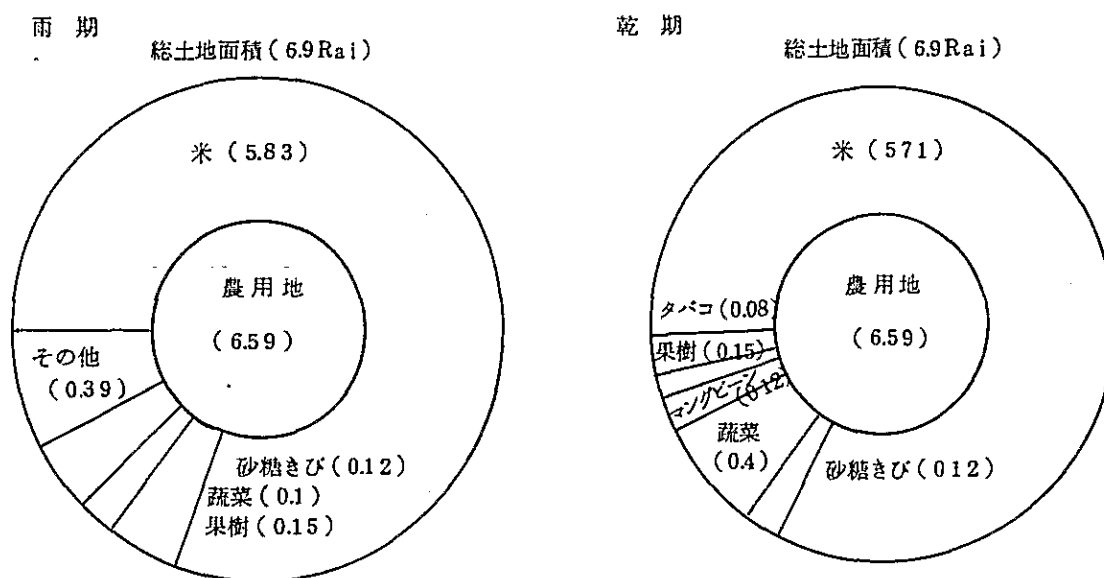 雨期
総土地面積(6.9Rai)
米(5.83)
農用地
(6.59)
その他
(0.39)
砂糖きび(0.12)
蔬菜(0.1)
果樹(0.15)
乾期
総土地面積(6.9Rai)
米(571)
農用地
(6.59)
タバコ(0.08)
果樹(0.15)
マングビーン
(0.12)
蔬菜
(0.4)
砂糖きび(012)